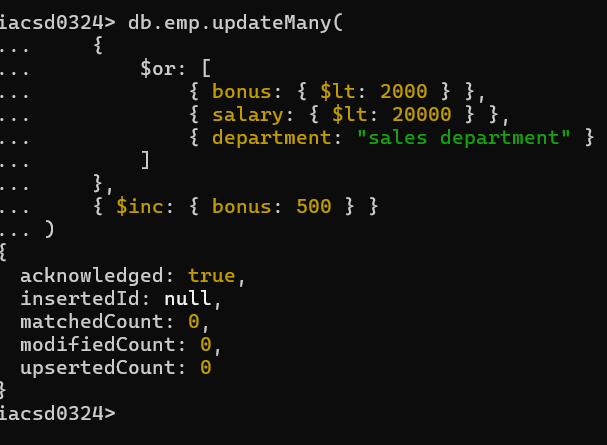 iacsd0324> db.emp.updateMany(
...     {
...         $or: [
...             { bonus: { $lt: 2000 } },
...             { salary: { $lt: 20000 } },
...             { department: "sales department" }
...         ]
...     },
...     { $inc: { bonus: 500 } }
... )
{
  acknowledged: true,
  insertedId: null,
  matchedCount: 0,
  modifiedCount: 0,
  upsertedCount: 0
}
iacsd0324>